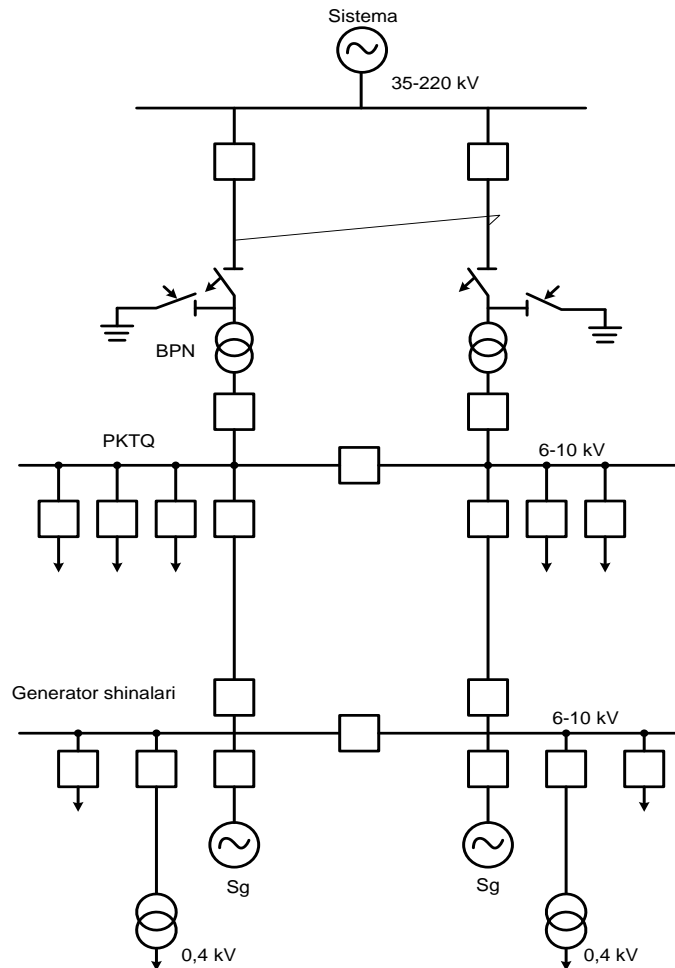 Sistema
35-220 kV
BPN
PKTQ
6-10 kV
Generator shinalari
6-10 kV
Sg
Sg
0,4 kV
0,4 kV